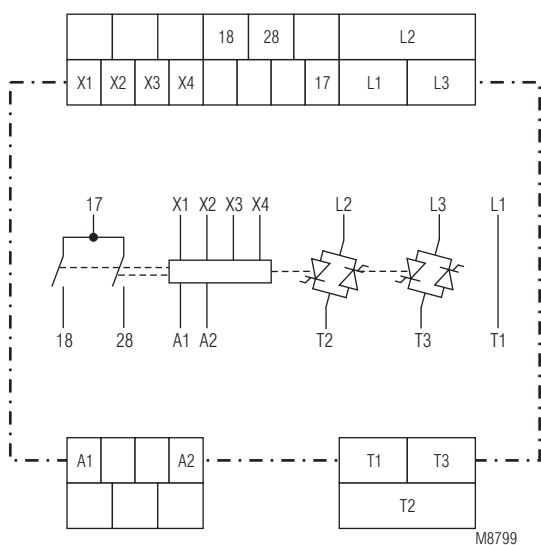 18 28 L2
X1 X2 X3 X4 17 L1 L3
17 X1 X2 X3 X4 L2 L3 L1
18 28 A1 A2 T2 T3 T1
A1 A2 T1 T3
T2
M8799